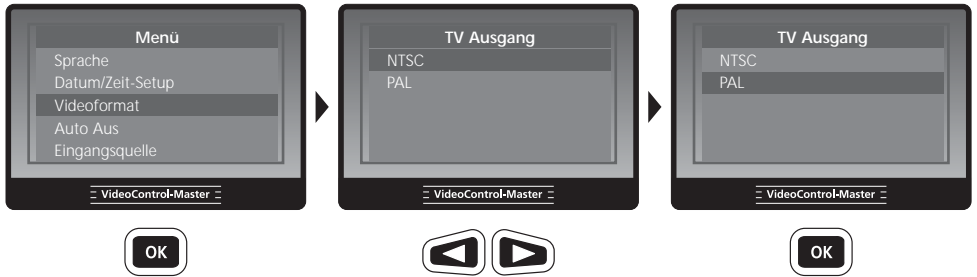 Menü
Sprache
Datum/Zeit-Setup
Videoformat
Auto Aus
Eingangsquelle
VideoControl-Master
OK
TV Ausgang
NTSC
PAL
VideoControl-Master
TV Ausgang
NTSC
PAL
VideoControl-Master
OK